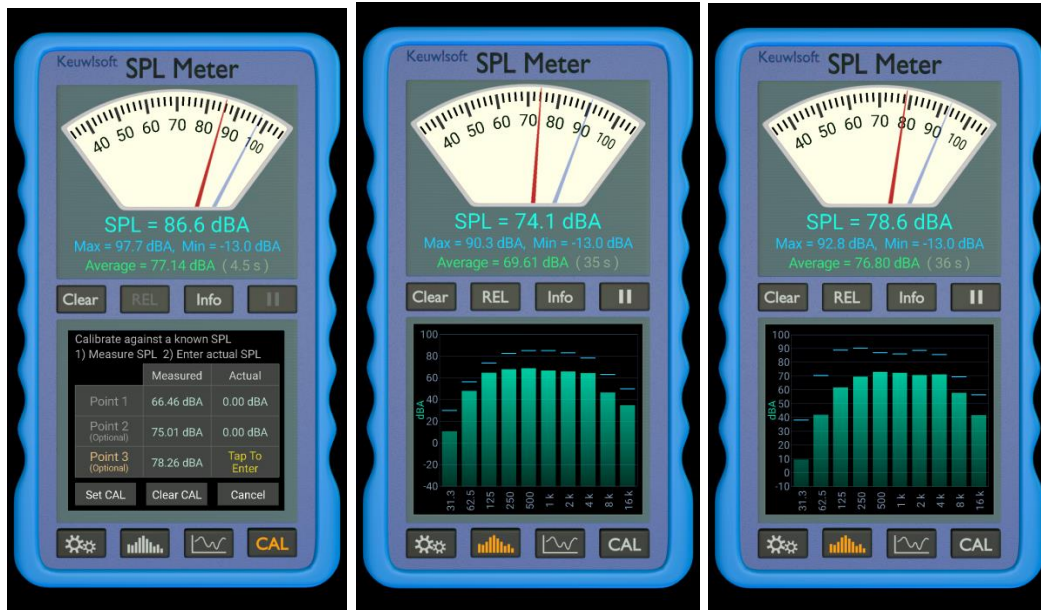 Keuwlsoft SPL Meter
40 50 60 70 80 90 100
SPL = 86.6 dBA
Max = 97.7 dBA, Min = -13.0 dBA
Average = 77.14 dBA ( 4.5 s )
Clear REL Info
Calibrate against a known SPL
1) Measure SPL 2) Enter actual SPL
Measured Actual
Point 1 66.46 dBA 0.00 dBA
Point 2 75.01 dBA 0.00 dBA
(Optional)
Point 3 78.26 dBA Tap To
(Optional) Enter
Set CAL Clear CAL Cancel
CAL
Keuwlsoft SPL Meter
40 50 60 70 80 90 100
SPL = 74.1 dBA
Max = 90.3 dBA, Min = -13.0 dBA
Average = 69.61 dBA ( 35 s )
Clear REL Info
100
80
60
40
20
0
-20
-40
dBA
31.3 62.5 125 250 500 1 k 2 k 4 k 8 k 16 k
CAL
Keuwlsoft SPL Meter
40 50 60 70 80 90 100
SPL = 78.6 dBA
Max = 92.8 dBA, Min = -13.0 dBA
Average = 76.80 dBA ( 36 s )
Clear REL Info
100
90
80
70
60
50
40
30
20
10
0
-10
dBA
31.3 62.5 125 250 500 1 k 2 k 4 k 8 k 16 k
CAL